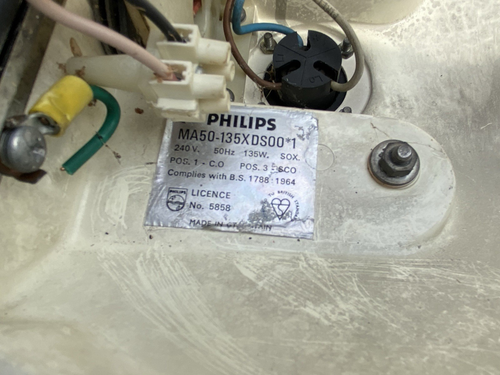 PHILIPS
MA50-135XDS00*1
240 V. 50Hz 135W. SOX.
POS. 1 - C.O POS. 3 - SCO
Complies with B.S. 1788 : 1964
LICENCE
No. 5858
MADE IN GT. BRITAIN